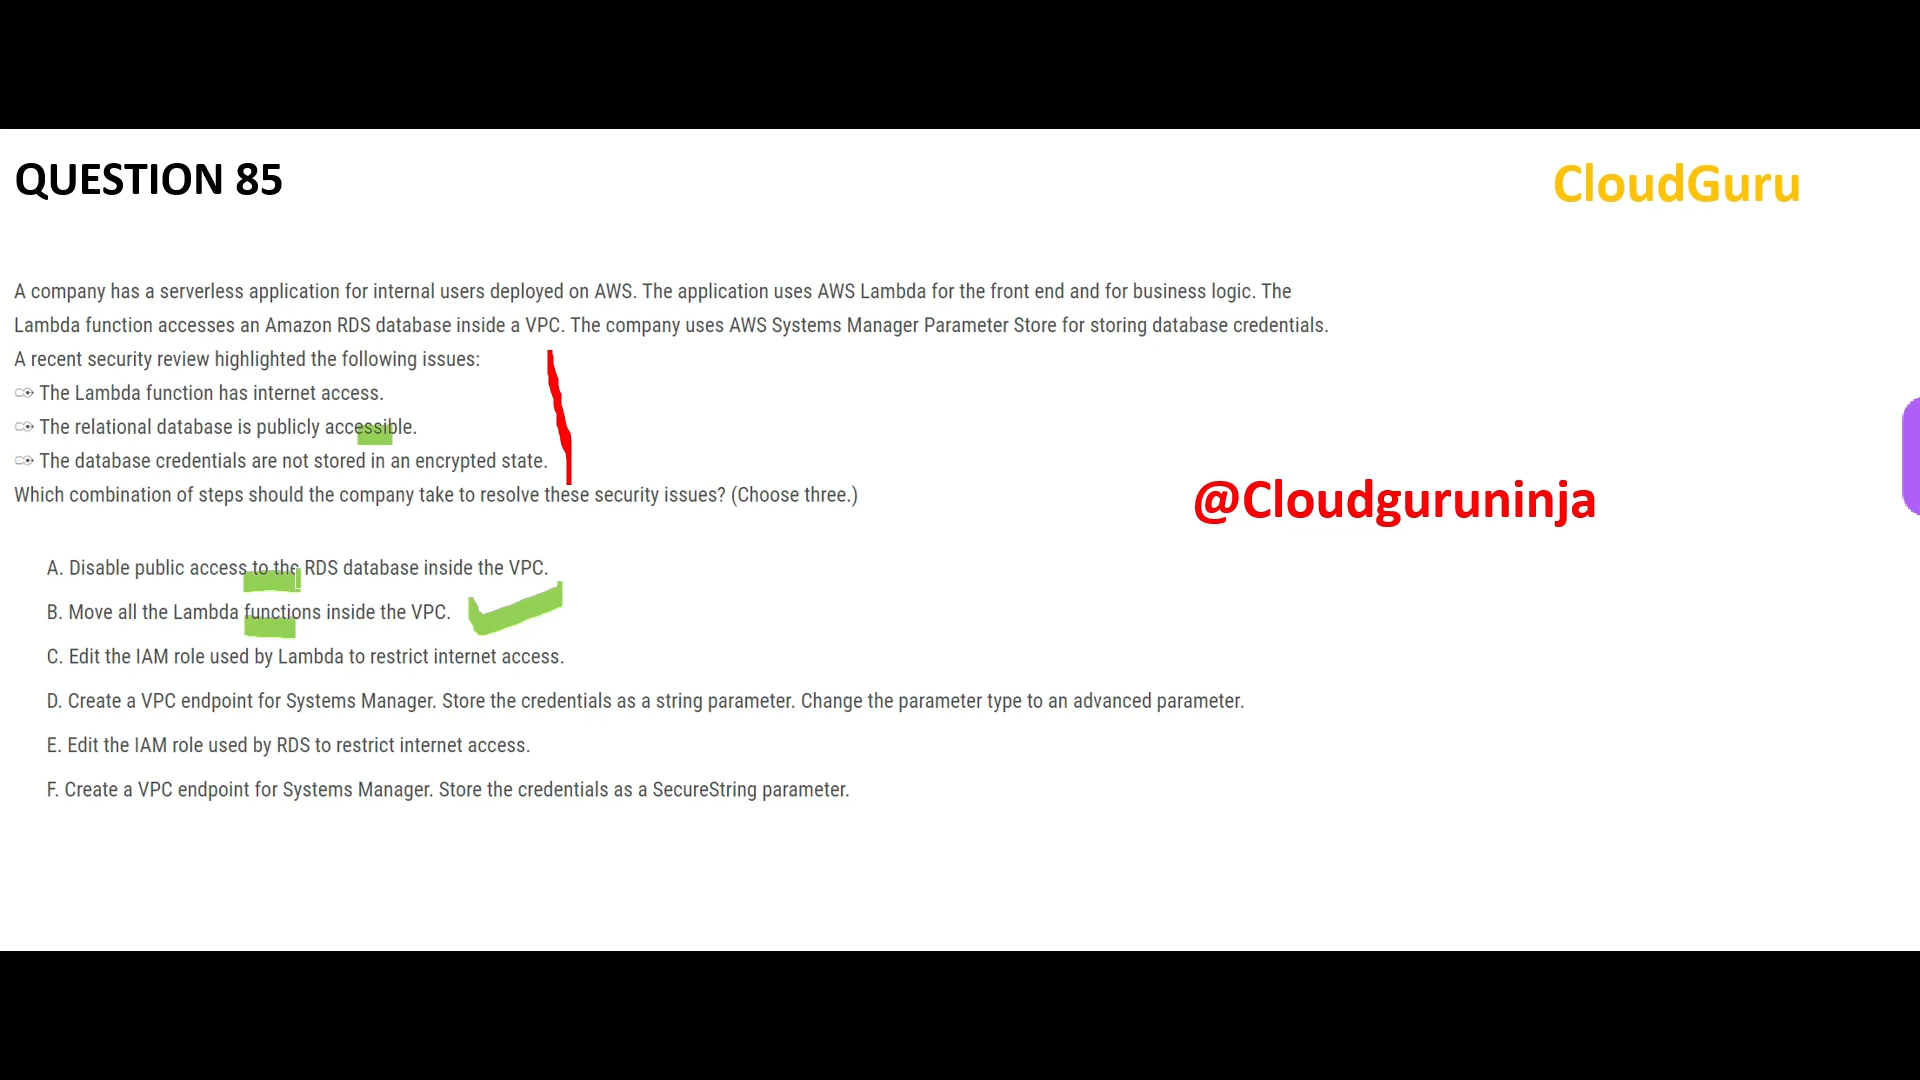 QUESTION 85
CloudGuru
A company has a serverless application for internal users deployed on AWS. The application uses AWS Lambda for the front end and for business logic. The
Lambda function accesses an Amazon RDS database inside a VPC. The company uses AWS Systems Manager Parameter Store for storing database credentials.
A recent security review highlighted the following issues:
The Lambda function has internet access.
The relational database is publicly accessible.
The database credentials are not stored in an encrypted state.
Which combination of steps should the company take to resolve these security issues? (Choose three.)
@Cloudguruninja
A. Disable public access to the RDS database inside the VPC.
B. Move all the Lambda functions inside the VPC.
C. Edit the IAM role used by Lambda to restrict internet access.
D. Create a VPC endpoint for Systems Manager. Store the credentials as a string parameter. Change the parameter type to an advanced parameter.
E. Edit the IAM role used by RDS to restrict internet access.
F. Create a VPC endpoint for Systems Manager. Store the credentials as a SecureString parameter.